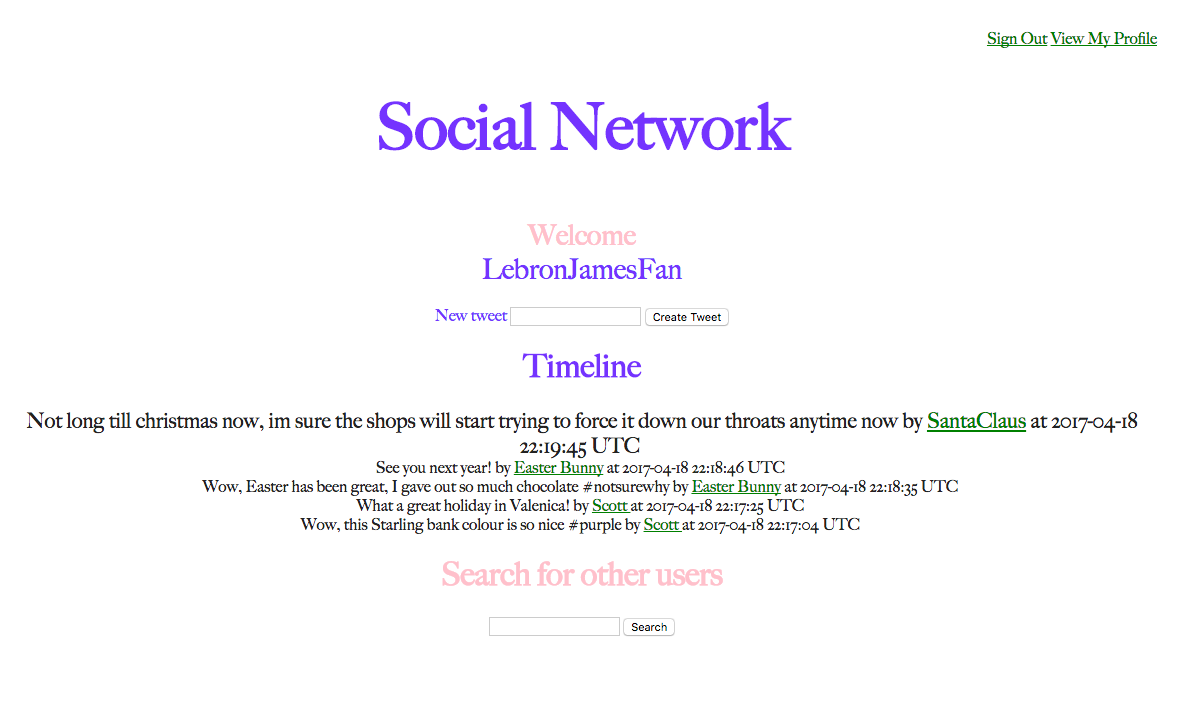 Sign Out View My Profile
Social Network
Welcome
LebronJamesFan
New tweet Create Tweet
Timeline
Not long till christmas now, im sure the shops will start trying to force it down our throats anytime now by SantaClaus at 2017-04-18
22:19:45 UTC
See you next year! by Easter Bunny at 2017-04-18 22:18:46 UTC
Wow, Easter has been great, I gave out so much chocolate #notsurewhy by Easter Bunny at 2017-04-18 22:18:35 UTC
What a great holiday in Valenica! by Scott at 2017-04-18 22:17:25 UTC
Wow, this Starling bank colour is so nice #purple by Scott at 2017-04-18 22:17:04 UTC
Search for other users
Search